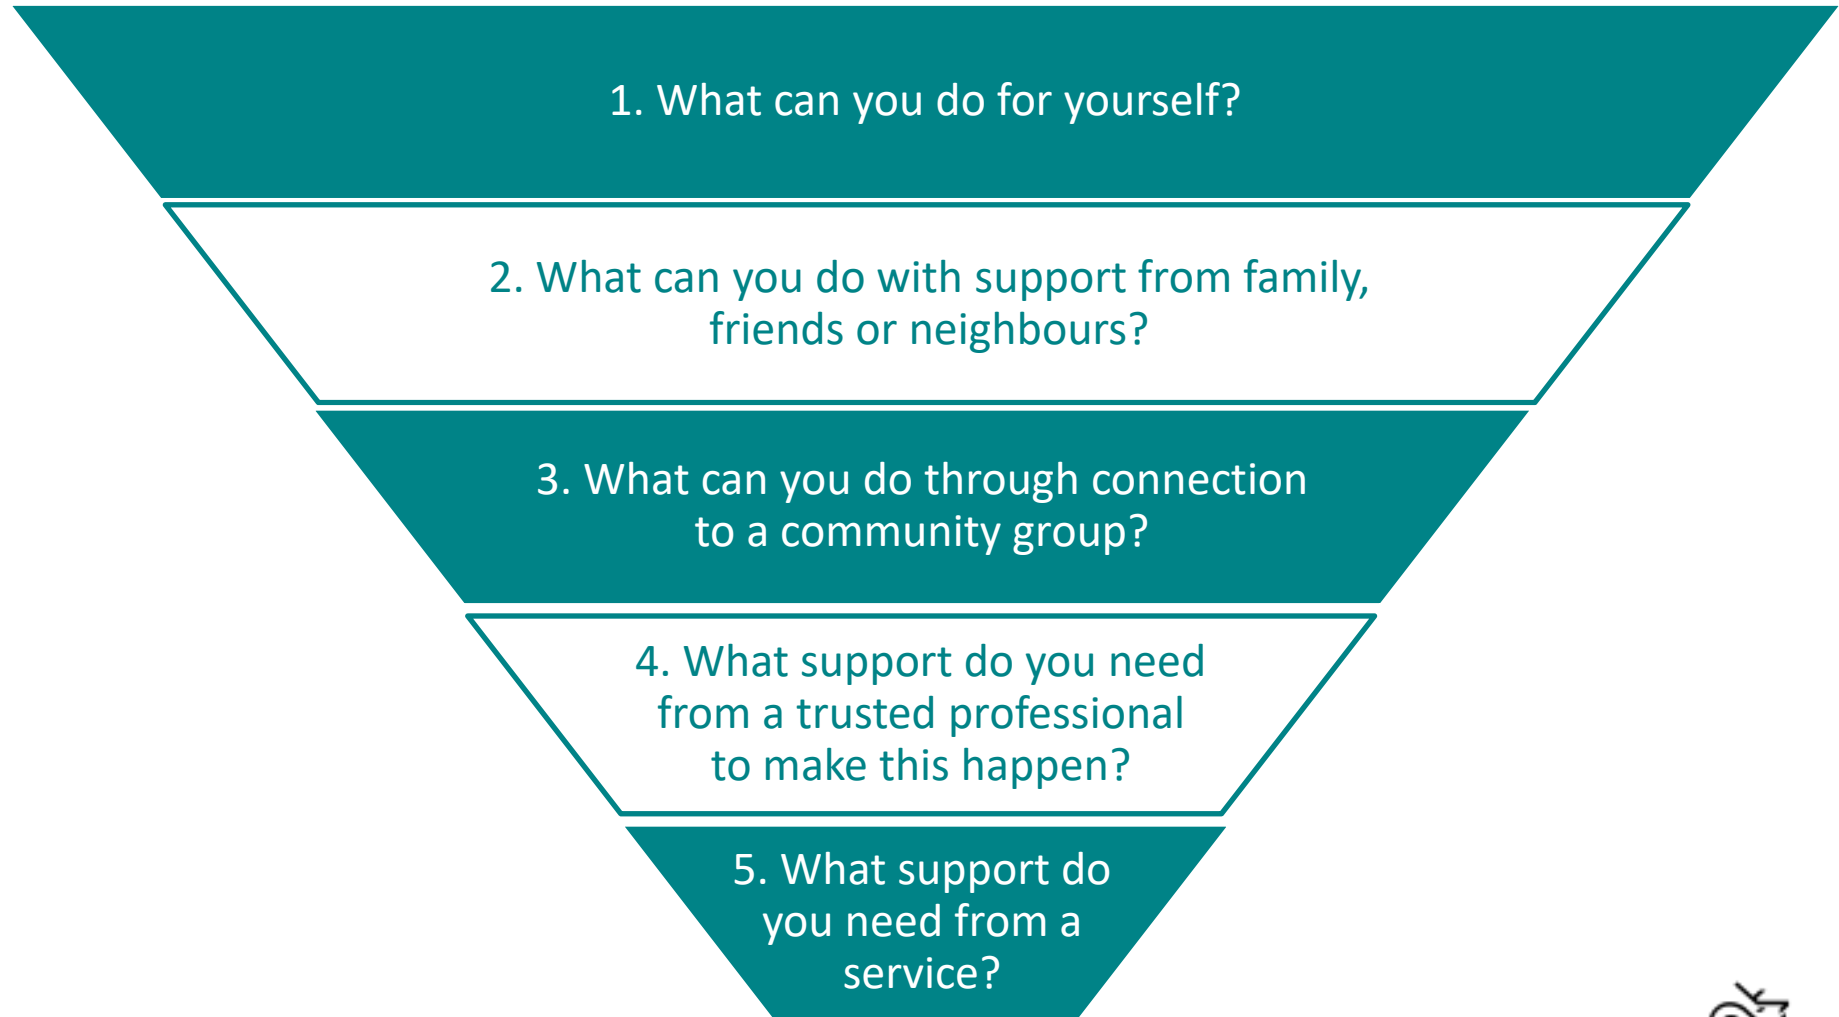 1. What can you do for yourself?
2. What can you do with support from family,
friends or neighbours?
3. What can you do through connection
to a community group?
4. What support do you need
from a trusted professional
to make this happen?
5. What support do
you need from a
service?